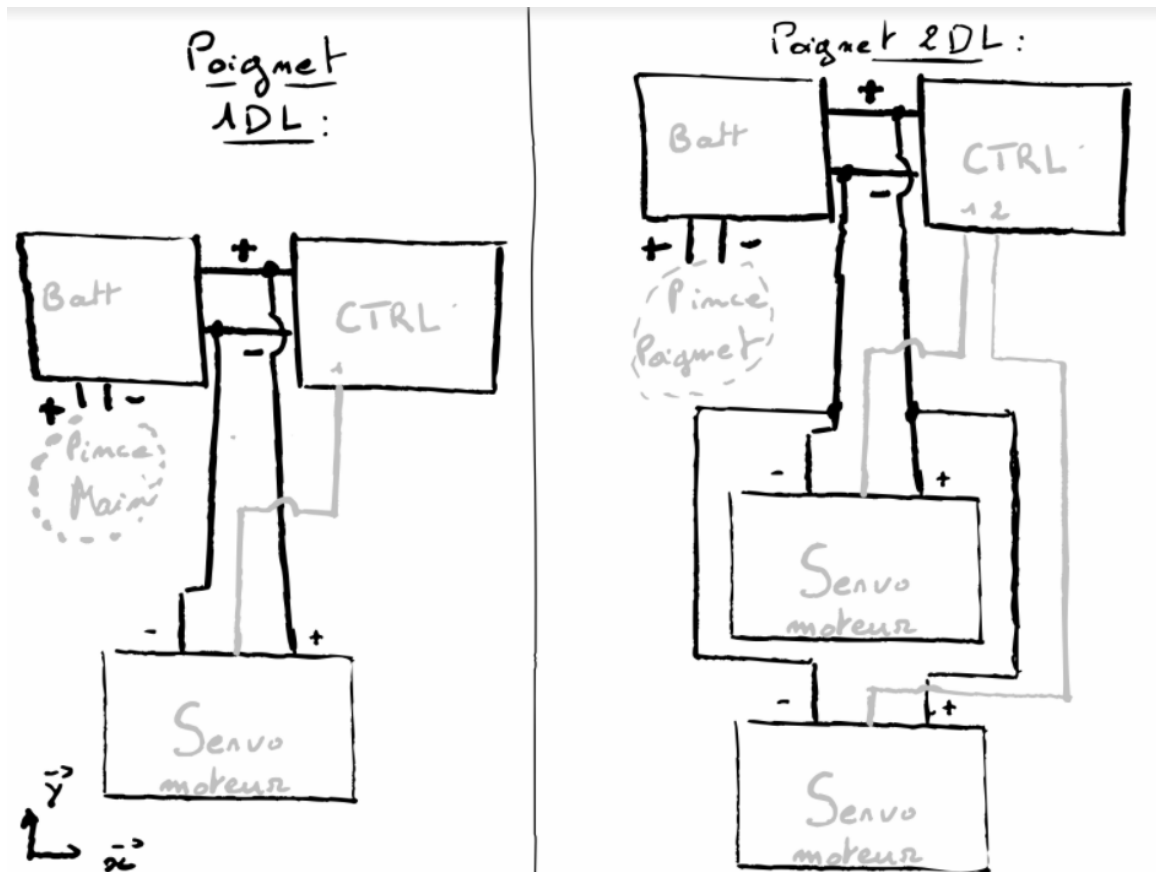 Poignet
1DL :
+
Batt
CTRL
-
1
+ -
Pince
Main
- +
Servo
moteur
y
x
Poignet 2DL :
+
Batt
CTRL
-
1 2
+ -
Pince
Poignet
- +
Servo
moteur
- +
Servo
moteur